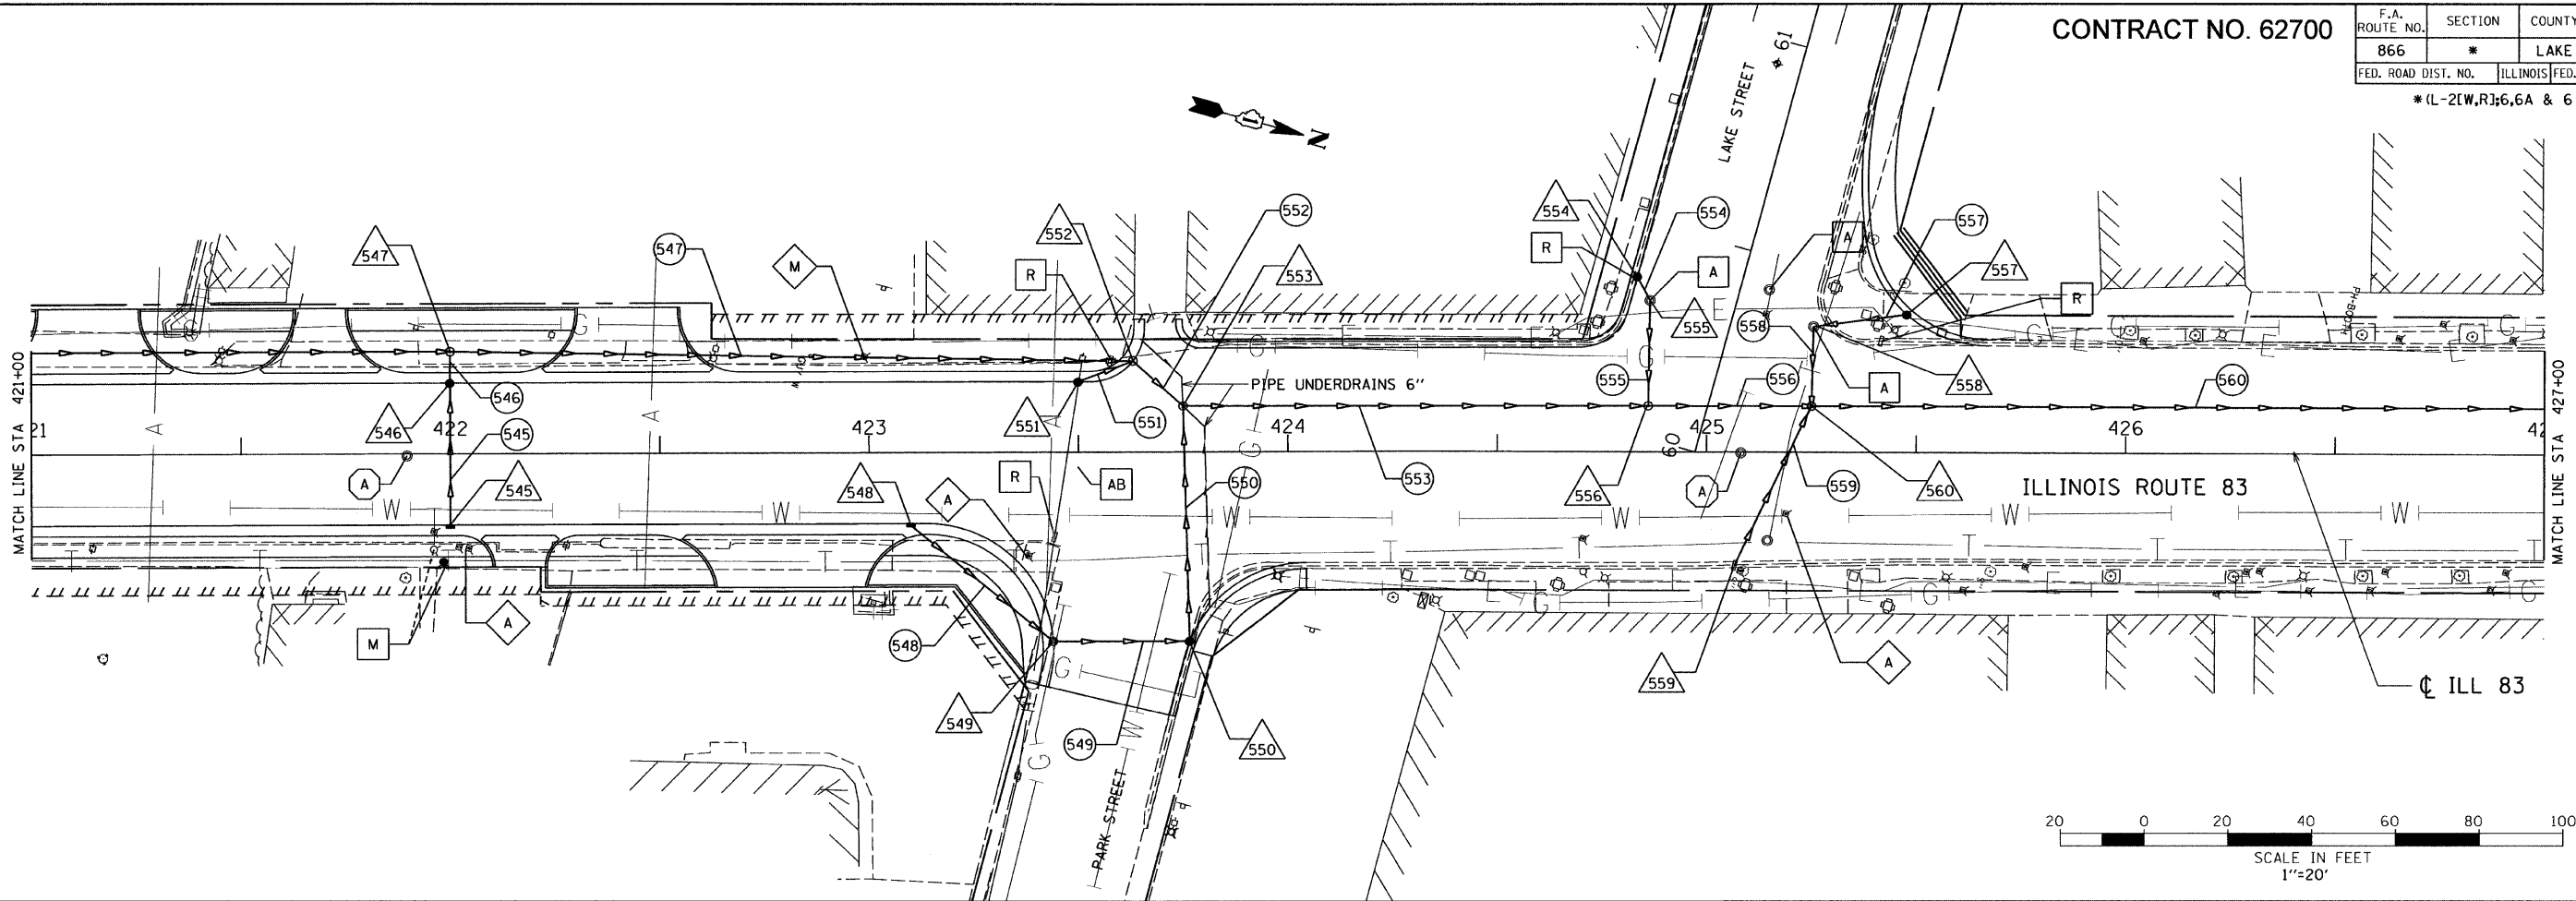 CONTRACT NO. 62700
F.A. ROUTE NO. SECTION COUNTY
866 * LAKE
FED. ROAD DIST. NO. ILLINOIS FED.
*(L-2[W,R];6,6A & 6
61
LAKE STREET
N
552
554
554
552
557
547
547
M
R
553
R
A
A
557
R
555
E
558
MATCH LINE STA 421+00
PIPE UNDERDRAINS 6"
555
556
A
558
560
MATCH LINE STA 427+00
546
546
545
551
551
21
422
423
424
425
426
42
60
A
A
A
545
548
A
R
AB
550
553
556
A
559
560
ILLINOIS ROUTE 83
W
W
W
W
W
W
T
T
T
T
T
T
T
T
M
A
548
549
549
550
559
A
℄ ILL 83
G
G
W
PARK STREET
20 0 20 40 60 80 100
SCALE IN FEET
1"=20'